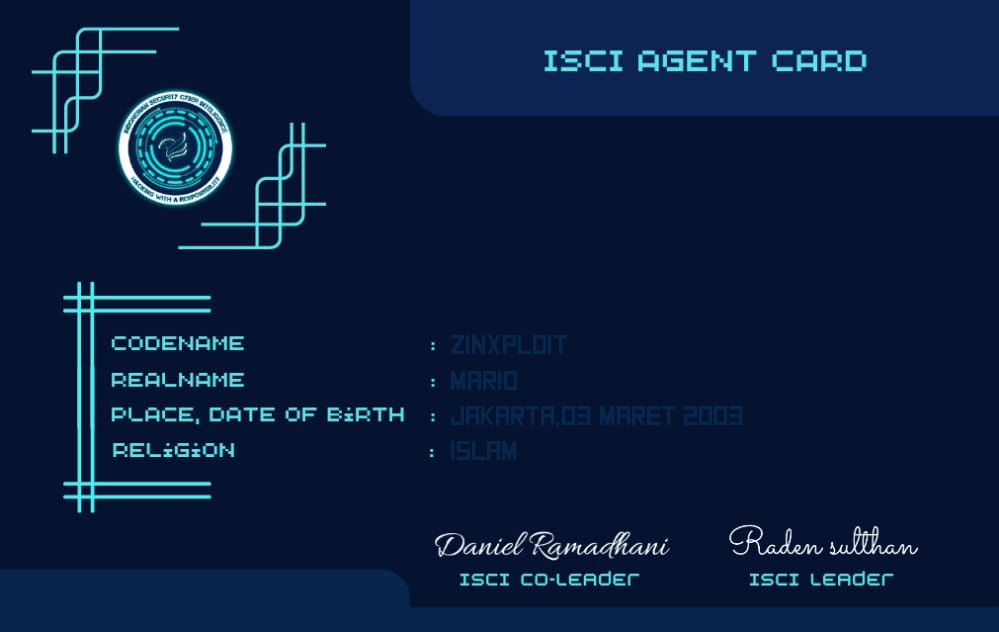 ISCI AGENT CARD
INDONESIAN SECURITY CYBER INTELIGENCE
HACKING WITH A RESPONSIBILITY
CODENAME : ZINXPLOIT
REALNAME : MARIO
PLACE, DATE OF BiRTH : JAKARTA,03 MARET 2003
RELiGiON : ISLAM
Daniel Ramadhani Raden sulthan
ISCI CO-LEADER ISCI LEADER